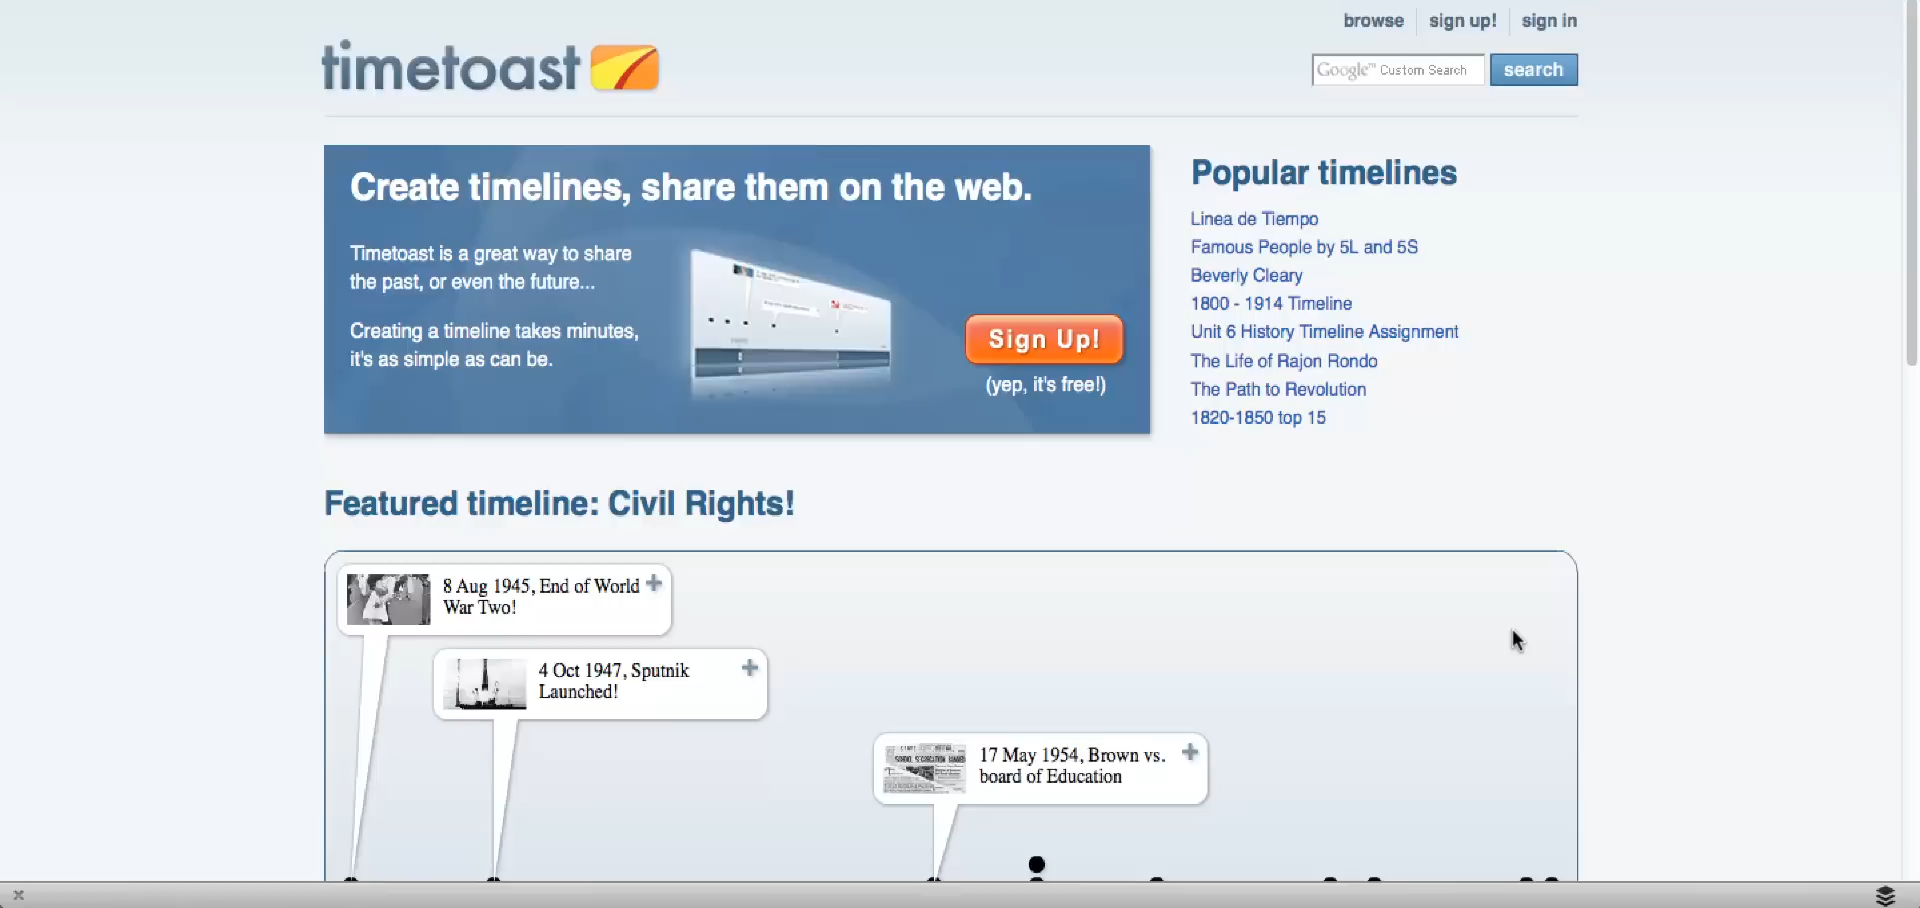 browse
sign up!
sign in
timetoast
Google™ Custom Search
search
Create timelines, share them on the web.
Timetoast is a great way to share
the past, or even the future...
Creating a timeline takes minutes,
it's as simple as can be.
Sign Up!
(yep, it's free!)
Popular timelines
Linea de Tiempo
Famous People by 5L and 5S
Beverly Cleary
1800 - 1914 Timeline
Unit 6 History Timeline Assignment
The Life of Rajon Rondo
The Path to Revolution
1820-1850 top 15
Featured timeline: Civil Rights!
8 Aug 1945, End of World
War Two!
4 Oct 1947, Sputnik
Launched!
17 May 1954, Brown vs.
board of Education